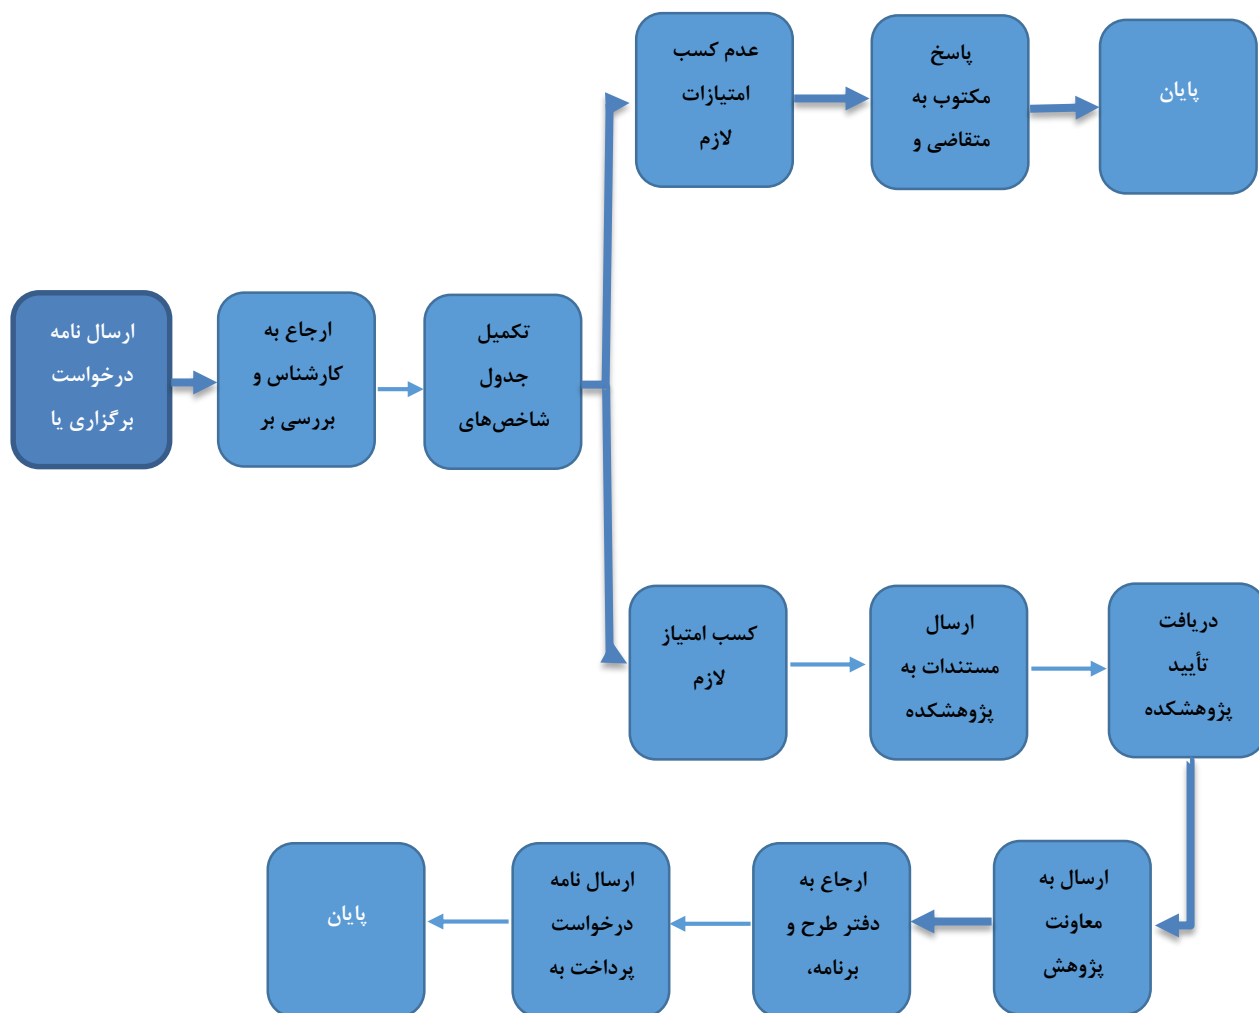 عدم کسب
امتیازات
لازم
پاسخ
مکتوب به
متقاضی و
پایان
ارسال نامه
درخواست
برگزاری یا
ارجاع به
کارشناس و
بررسی بر
تکمیل
جدول
شاخص‌های
کسب امتیاز
لازم
ارسال
مستندات به
پژوهشکده
دریافت
تأیید
پژوهشکده
ارسال به
معاونت
پژوهش
ارجاع به
دفتر طرح و
برنامه،
ارسال نامه
درخواست
پرداخت به
پایان